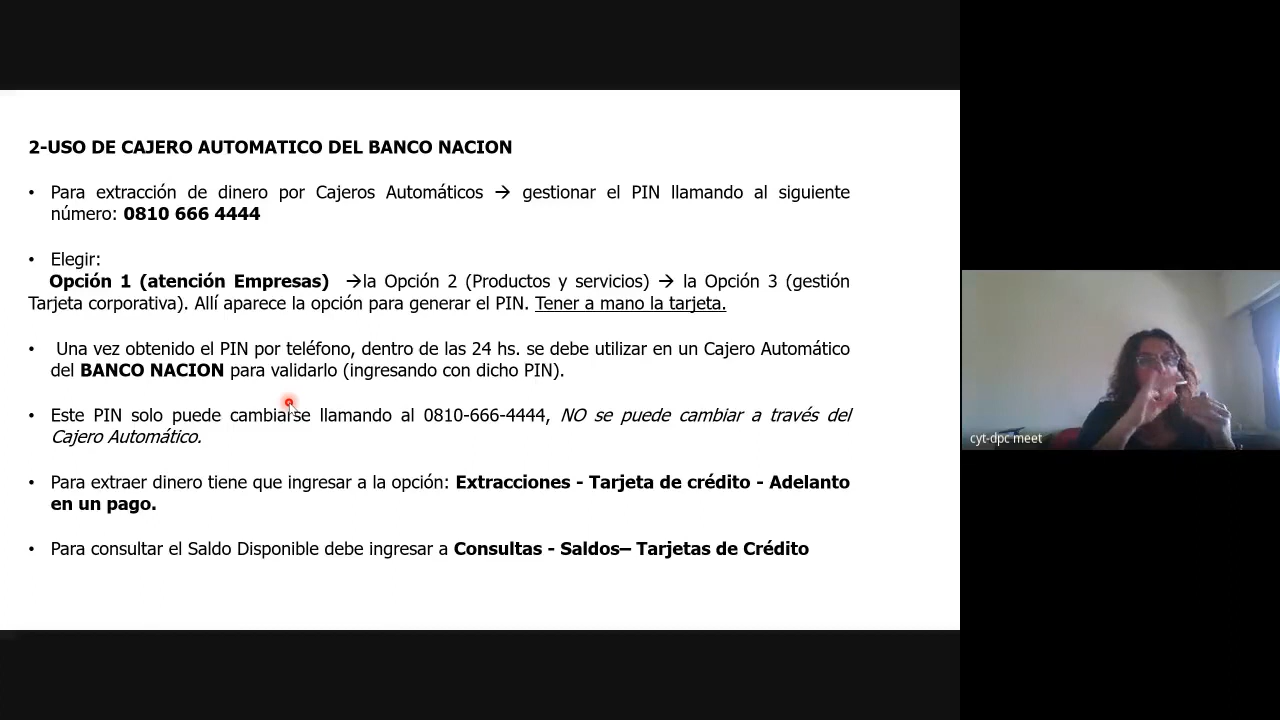 2-USO DE CAJERO AUTOMATICO DEL BANCO NACION
• Para extracción de dinero por Cajeros Automáticos → gestionar el PIN llamando al siguiente
número: 0810 666 4444
• Elegir:
Opción 1 (atención Empresas) →la Opción 2 (Productos y servicios) → la Opción 3 (gestión
Tarjeta corporativa). Allí aparece la opción para generar el PIN. Tener a mano la tarjeta.
• Una vez obtenido el PIN por teléfono, dentro de las 24 hs. se debe utilizar en un Cajero Automático
del BANCO NACION para validarlo (ingresando con dicho PIN).
• Este PIN solo puede cambiarse llamando al 0810-666-4444, NO se puede cambiar a través del
Cajero Automático.
• Para extraer dinero tiene que ingresar a la opción: Extracciones - Tarjeta de crédito - Adelanto
en un pago.
• Para consultar el Saldo Disponible debe ingresar a Consultas - Saldos– Tarjetas de Crédito
cyt-dpc meet